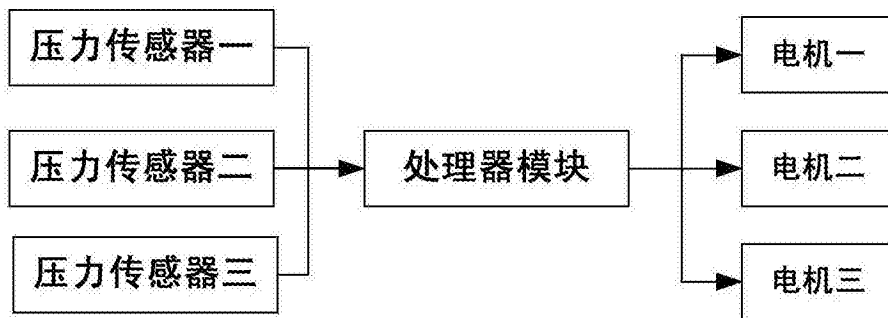 压力传感器一
压力传感器二
压力传感器三
处理器模块
电机一
电机二
电机三